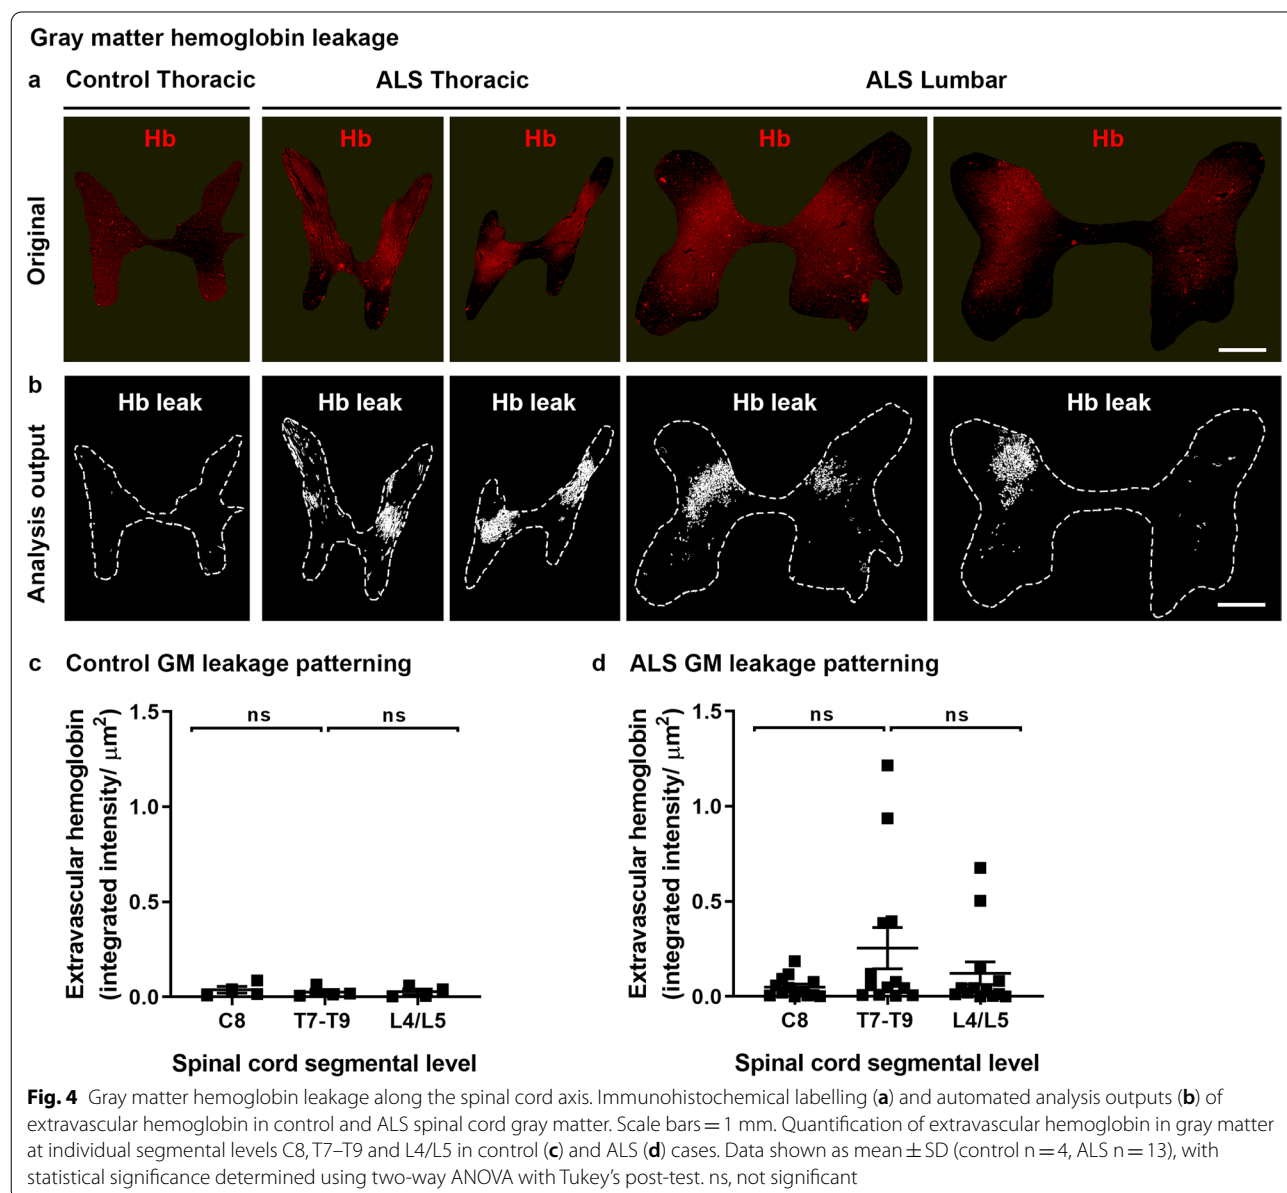 Gray matter hemoglobin leakage
a Control Thoracic ALS Thoracic ALS Lumbar
Original
Hb Hb Hb Hb Hb
b
Analysis output
Hb leak Hb leak Hb leak Hb leak Hb leak
c Control GM leakage patterning
Extravascular hemoglobin
(integrated intensity/ μm²)
1.5
1.0
0.5
0.0
ns ns
C8 T7-T9 L4/L5
Spinal cord segmental level
d ALS GM leakage patterning
Extravascular hemoglobin
(integrated intensity/ μm²)
1.5
1.0
0.5
0.0
ns ns
C8 T7-T9 L4/L5
Spinal cord segmental level
Fig. 4 Gray matter hemoglobin leakage along the spinal cord axis. Immunohistochemical labelling (a) and automated analysis outputs (b) of
extravascular hemoglobin in control and ALS spinal cord gray matter. Scale bars = 1 mm. Quantification of extravascular hemoglobin in gray matter
at individual segmental levels C8, T7–T9 and L4/L5 in control (c) and ALS (d) cases. Data shown as mean ± SD (control n = 4, ALS n = 13), with
statistical significance determined using two-way ANOVA with Tukey's post-test. ns, not significant